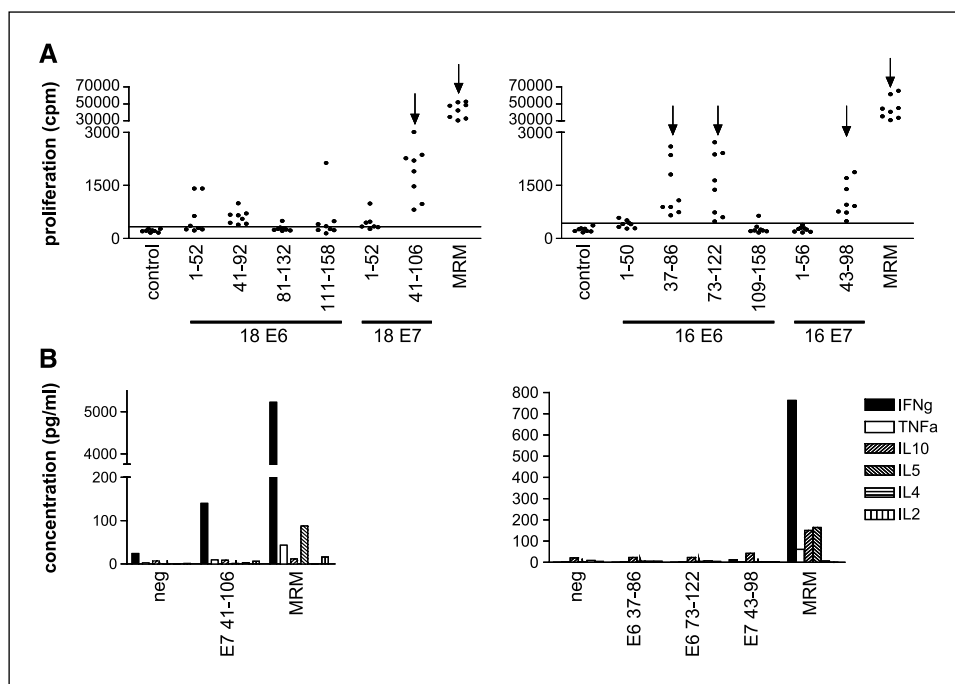 A
proliferation (cpm)
70000
50000
30000
3000
1500
0
control
1-52
41-92
81-132
111-158
1-52
41-106
MRM
18 E6
18 E7
70000
50000
30000
3000
1500
0
control
1-50
37-86
73-122
109-158
1-56
43-98
MRM
16 E6
16 E7
B
concentration (pg/ml)
5000
4000
200
100
0
neg
E7 41-106
MRM
800
700
600
500
400
300
200
100
0
neg
E6 37-86
E6 73-122
E7 43-98
MRM
IFNg
TNFa
IL10
IL5
IL4
IL2